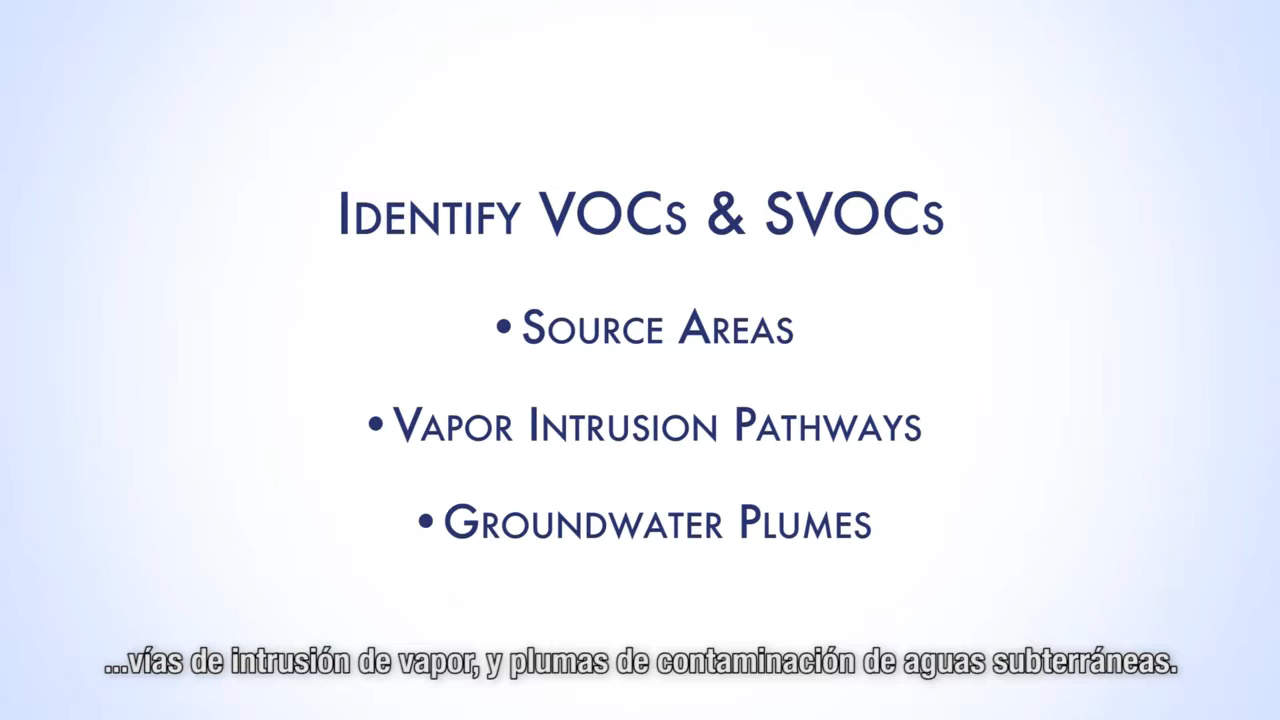 Identify VOCs & SVOCs
•Source Areas
•Vapor Intrusion Pathways
•Groundwater Plumes
...vías de intrusión de vapor, y plumas de contaminación de aguas subterráneas.